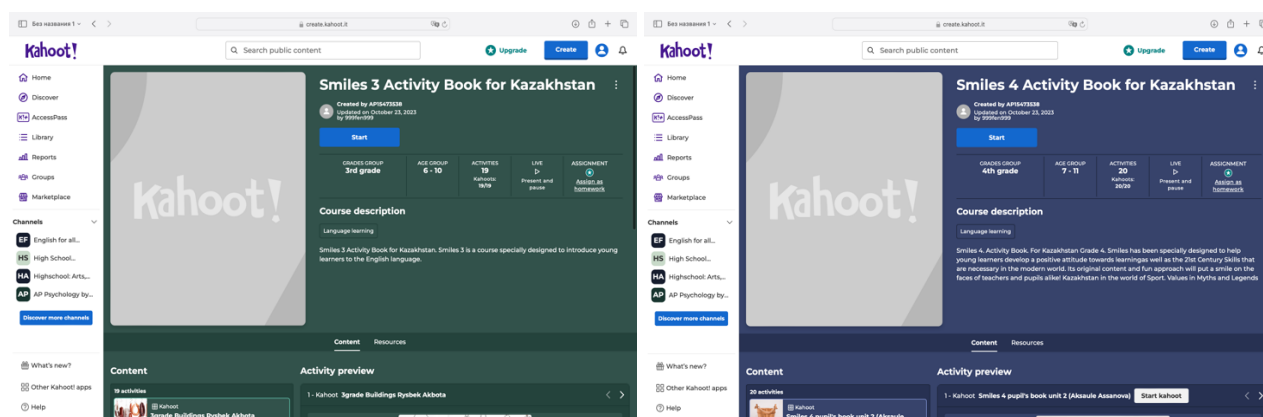 Без названия 1
create.kahoot.it
Kahoot!
Search public content
Upgrade
Create
Home
Discover
AccessPass
Library
Reports
Groups
Marketplace
Channels
EF English for all...
HS High School...
HA Highschool: Arts,...
AP AP Psychology by...
Discover more channels
What's new?
Other Kahoot! apps
Help
Kahoot!
Smiles 3 Activity Book for Kazakhstan
Created by AP15473538
Updated on October 23, 2023
by 999fen999
Start
GRADES GROUP
3rd grade
AGE GROUP
6 - 10
ACTIVITIES
19
Kahoots:
19/19
LIVE
Present and
pause
ASSIGNMENT
Assign as
homework
Course description
Language learning
Smiles 3 Activity Book for Kazakhstan. Smiles 3 is a course specially designed to introduce young
learners to the English language.
Content Resources
Content
19 activities
Kahoot
3grade Buildings Rysbek Akbota
Activity preview
1 - Kahoot 3grade Buildings Rysbek Akbota
Без названия 1
create.kahoot.it
Kahoot!
Search public content
Upgrade
Create
Home
Discover
AccessPass
Library
Reports
Groups
Marketplace
Channels
EF English for all...
HS High School...
HA Highschool: Arts,...
AP AP Psychology by...
Discover more channels
What's new?
Other Kahoot! apps
Help
Kahoot!
Smiles 4 Activity Book for Kazakhstan
Created by AP15473538
Updated on October 23, 2023
by 999fen999
Start
GRADES GROUP
4th grade
AGE GROUP
7 - 11
ACTIVITIES
20
Kahoots:
20/20
LIVE
Present and
pause
ASSIGNMENT
Assign as
homework
Course description
Language learning
Smiles 4. Activity Book. For Kazakhstan Grade 4. Smiles has been specially designed to help
young learners develop a positive attitude towards learningas well as the 21st Century Skills that
are necessary in the modern world. Its original content and fun approach will put a smile on the
faces of teachers and pupils alike! Kazakhstan in the world of Sport. Values in Myths and Legends
Content Resources
Content
20 activities
Kahoot
Smiles 4 pupil's book unit 2 (Aksaule
Activity preview
1 - Kahoot Smiles 4 pupil's book unit 2 (Aksaule Assanova)
Start kahoot